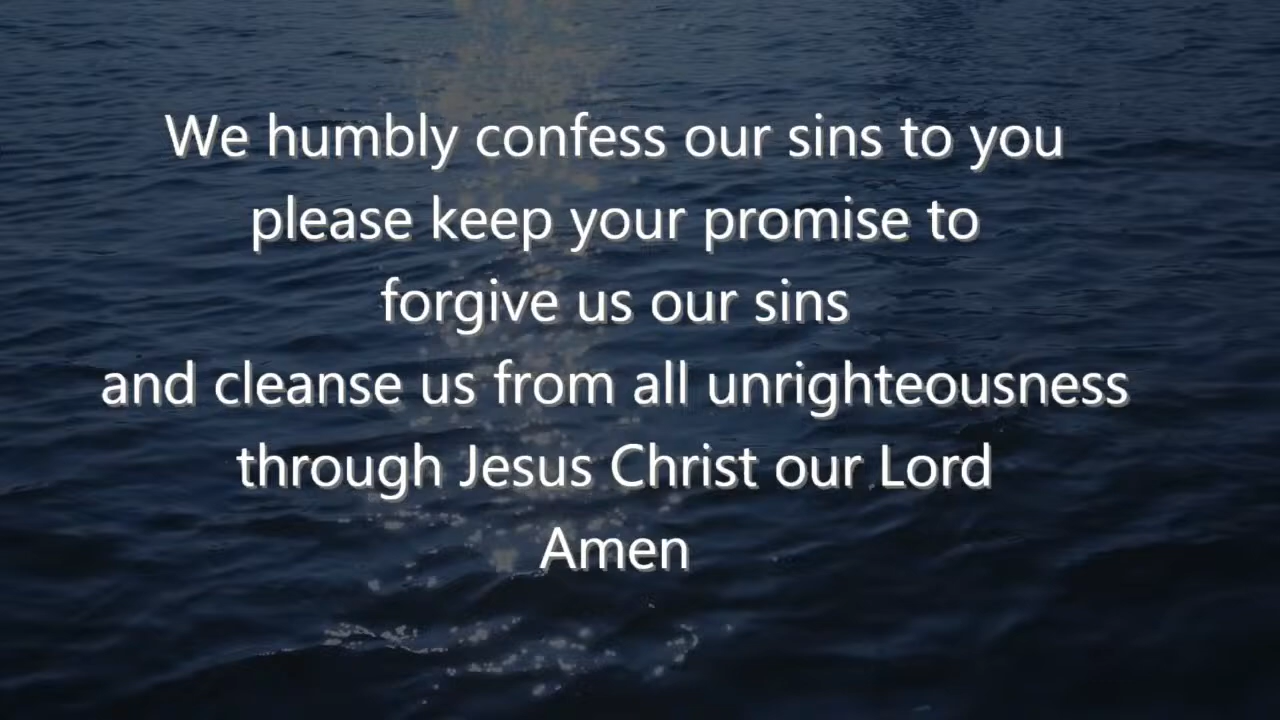 We humbly confess our sins to you
please keep your promise to
forgive us our sins
and cleanse us from all unrighteousness
through Jesus Christ our Lord
Amen